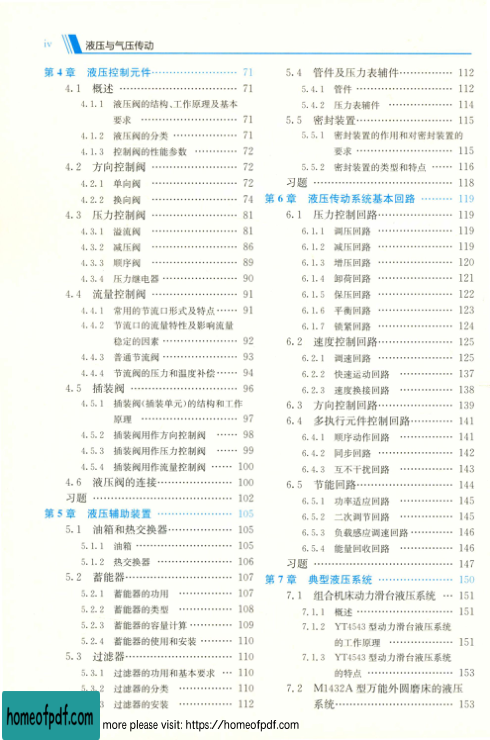 iv 液压与气压传动
第4章 液压控制元件 …………………… 71
4.1 概述 …………………… 71
4.1.1 液压阀的结构、工作原理及基本
要求 …………………… 71
4.1.2 液压阀的分类 …………… 71
4.1.3 控制阀的性能参数 ………… 72
4.2 方向控制阀 …………………… 72
4.2.1 单向阀 …………………… 72
4.2.2 换向阀 …………………… 74
4.3 压力控制阀 …………………… 81
4.3.1 溢流阀 …………………… 81
4.3.2 减压阀 …………………… 86
4.3.3 顺序阀 …………………… 89
4.3.4 压力继电器 ……………… 90
4.4 流量控制阀 …………………… 91
4.4.1 常用的节流口形式及特点 …… 91
4.4.2 节流口的流量特性及影响流量
稳定的因素 ……………… 92
4.4.3 普通节流阀 ……………… 93
4.4.4 节流阀的压力和温度补偿 …… 94
4.5 插装阀 …………………… 96
4.5.1 插装阀(插装单元)的结构和工作
原理 …………………… 97
4.5.2 插装阀用作方向控制阀 …… 98
4.5.3 插装阀用作压力控制阀 …… 99
4.5.4 插装阀用作流量控制阀 …… 100
4.6 液压阀的连接 ……………… 100
习题 …………………… 102
第5章 液压辅助装置 …………………… 105
5.1 油箱和热交换器 ……………… 105
5.1.1 油箱 …………………… 105
5.1.2 热交换器 ……………… 106
5.2 蓄能器 …………………… 107
5.2.1 蓄能器的功用 …………… 107
5.2.2 蓄能器的类型 …………… 108
5.2.3 蓄能器的容量计算 ………… 109
5.2.4 蓄能器的使用和安装 ……… 110
5.3 过滤器 …………………… 110
5.3.1 过滤器的功用和基本要求 … 110
5.3.2 过滤器的分类 …………… 110
3 过滤器的安装 …………… 112
5.4 管件及压力表辅件 …………… 112
5.4.1 管件 …………………… 112
5.4.2 压力表辅件 ……………… 114
5.5 密封装置 …………………… 115
5.5.1 密封装置的作用和对密封装置的
要求 …………………… 115
5.5.2 密封装置的类型和特点 …… 116
习题 …………………… 118
第6章 液压传动系统基本回路 ……… 119
6.1 压力控制回路 ……………… 119
6.1.1 调压回路 ……………… 119
6.1.2 减压回路 ……………… 119
6.1.3 增压回路 ……………… 120
6.1.4 卸荷回路 ……………… 121
6.1.5 保压回路 ……………… 122
6.1.6 平衡回路 ……………… 123
6.1.7 锁紧回路 ……………… 124
6.2 速度控制回路 ……………… 125
6.2.1 调速回路 ……………… 125
6.2.2 快速运动回路 …………… 137
6.2.3 速度换接回路 …………… 138
6.3 方向控制回路 ……………… 139
6.4 多执行元件控制回路 ………… 141
6.4.1 顺序动作回路 …………… 141
6.4.2 同步回路 ……………… 142
6.4.3 互不干扰回路 …………… 143
6.5 节能回路 …………………… 144
6.5.1 功率适应回路 …………… 144
6.5.2 二次调节回路 …………… 145
6.5.3 负载感应调速回路 ………… 146
6.5.4 能量回收回路 …………… 146
习题 …………………… 147
第7章 典型液压系统 ……………… 150
7.1 组合机床动力滑台液压系统 … 151
7.1.1 概述 …………………… 151
7.1.2 YT4543型动力滑台液压系统
的工作原理 ……………… 151
7.1.3 YT4543型动力滑台液压系统
的特点 …………………… 153
7.2 M1432A型万能外圆磨床的液压
系统 …………………… 153
homeofpdf.com
more please visit: https://homeofpdf.com